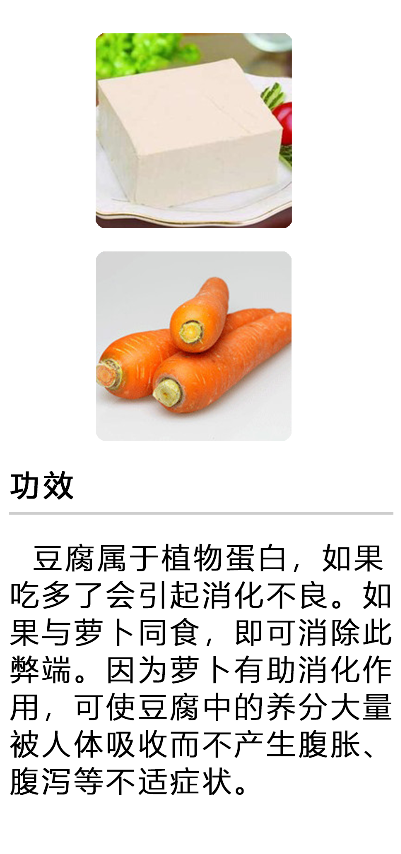 功效
豆腐属于植物蛋白，如果
吃多了会引起消化不良。如
果与萝卜同食，即可消除此
弊端。因为萝卜有助消化作
用，可使豆腐中的养分大量
被人体吸收而不产生腹胀、
腹泻等不适症状。